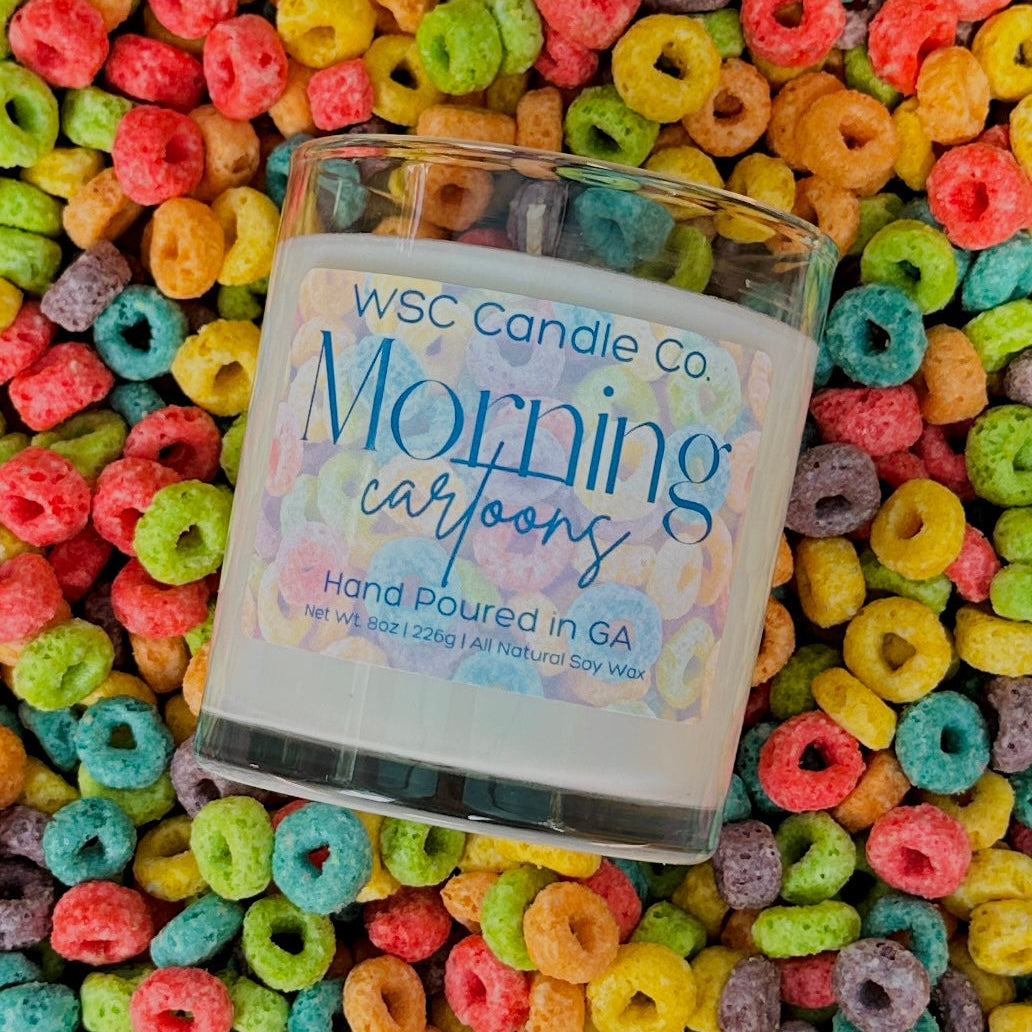 WSC Candle Co.
Morning
cartoons
Hand Poured in GA
Net Wt. 8oz | 226g | All Natural Soy Wax